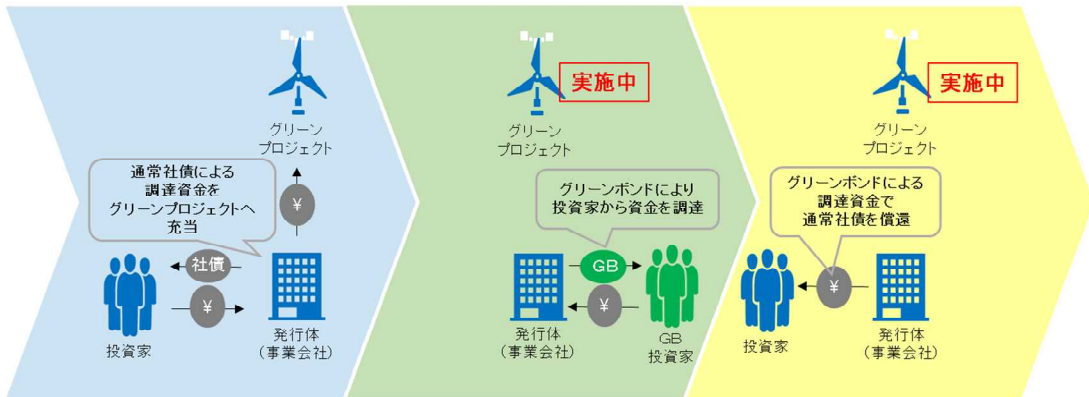 グリーン
プロジェクト
通常社債による
調達資金を
グリーンプロジェクトへ
充当
¥
社債
¥
投資家
発行体
(事業会社)
実施中
グリーン
プロジェクト
グリーンボンドにより
投資家から資金を調達
GB
¥
発行体
(事業会社)
GB
投資家
実施中
グリーン
プロジェクト
グリーンボンドによる
調達資金で
通常社債を償還
¥
投資家
発行体
(事業会社)